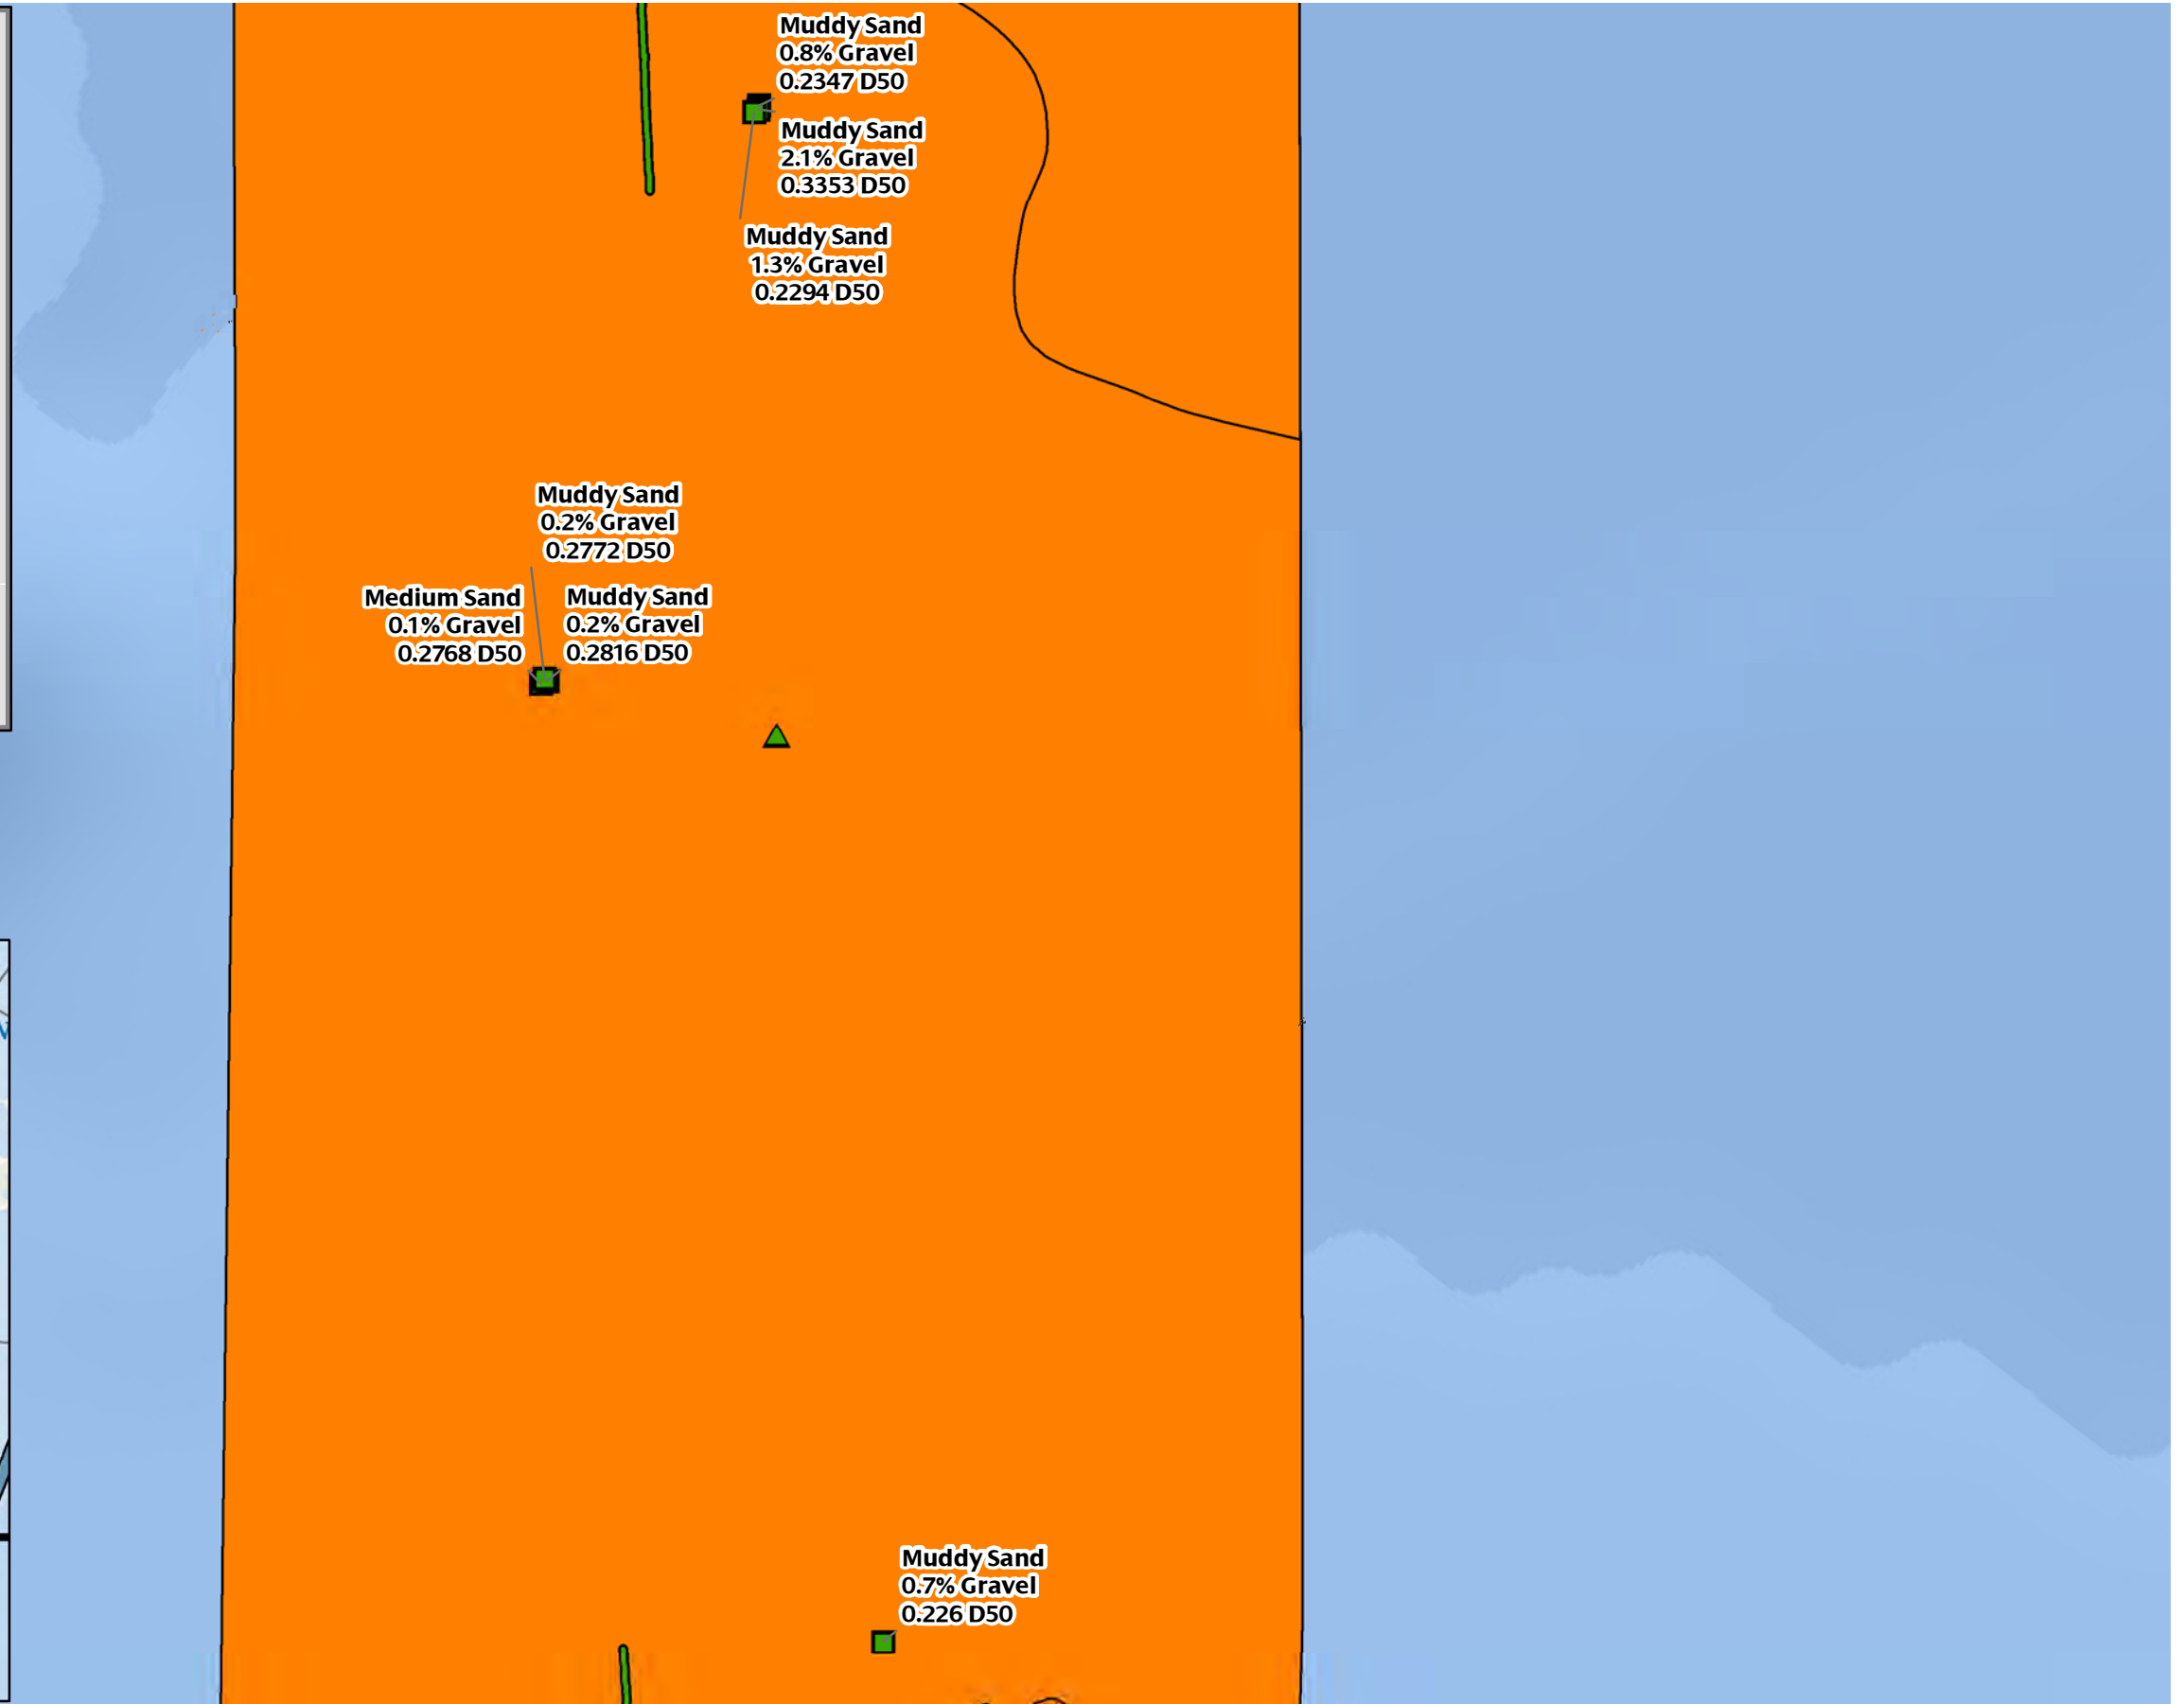 Muddy Sand
0.8% Gravel
0.2347 D50
Muddy Sand
2.1% Gravel
0.3353 D50
Muddy Sand
1.3% Gravel
0.2294 D50
Muddy Sand
0.2% Gravel
0.2772 D50
Medium Sand
0.1% Gravel
0.2768 D50
Muddy Sand
0.2% Gravel
0.2816 D50
Muddy Sand
0.7% Gravel
0.226 D50